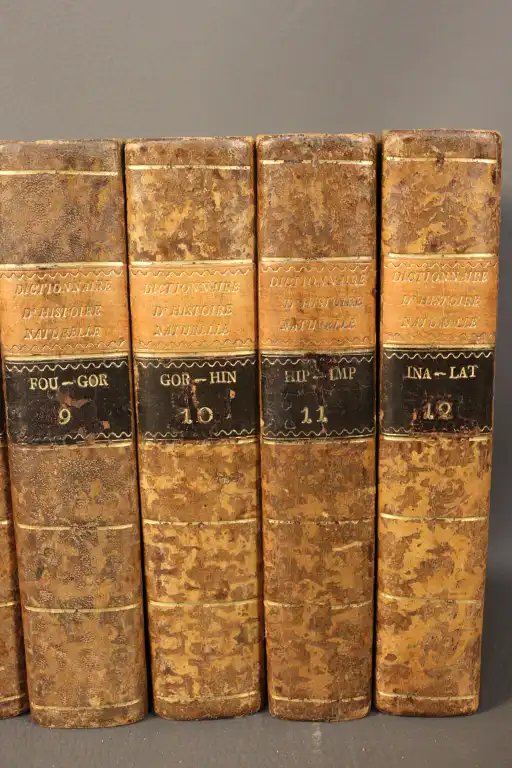 DICTIONNAIRE
D'HISTOIRE
NATURELLE
FOU-GOR
9
DICTIONNAIRE
D'HISTOIRE
NATURELLE
GOR-HIN
10
DICTIONNAIRE
D'HISTOIRE
NATURELLE
HIP-IMP
11
DICTIONNAIRE
D'HISTOIRE
NATURELLE
INA-LAT
12